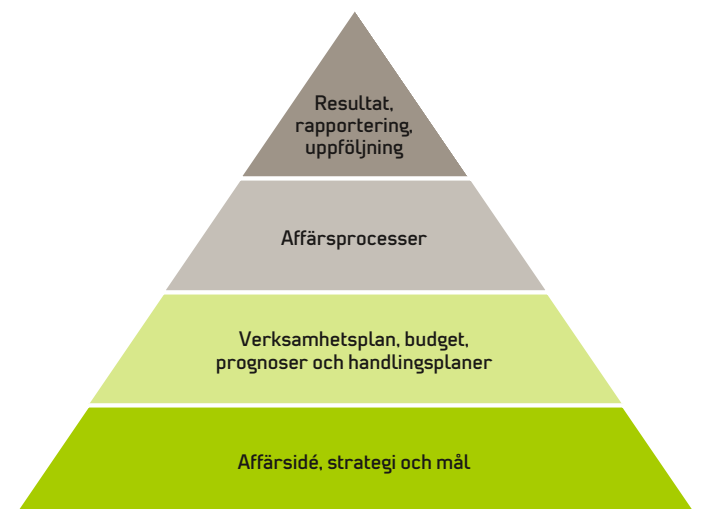 Resultat,
rapportering,
uppföljning
Affärsprocesser
Verksamhetsplan, budget,
prognoser och handlingsplaner
Affärsidé, strategi och mål